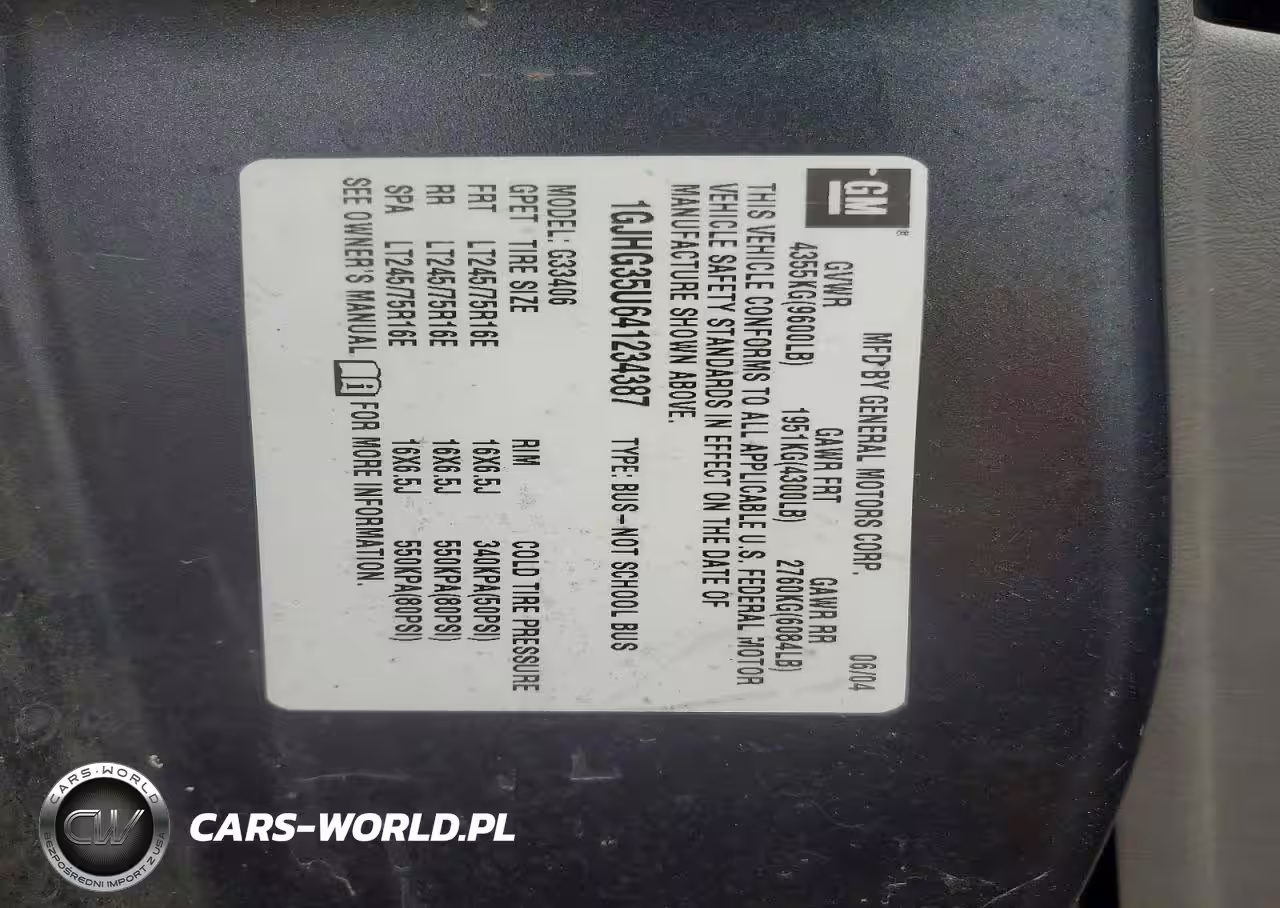 GM®
MFD BY GENERAL MOTORS CORP. 06/04
GVWR GAWR FRT GAWR RR
4355KG(9600LB) 1951KG(4300LB) 2760KG(6084LB)
THIS VEHICLE CONFORMS TO ALL APPLICABLE U.S. FEDERAL MOTOR
VEHICLE SAFETY STANDARDS IN EFFECT ON THE DATE OF
MANUFACTURE SHOWN ABOVE.
1GJHG35U641234387 TYPE: BUS-NOT SCHOOL BUS
MODEL: G33406
GPET TIRE SIZE RIM COLD TIRE PRESSURE
FRT LT245/75R16E 16X6.5J 340KPA(50PSI)
RR LT245/75R16E 16X6.5J 550KPA(80PSI)
SPA LT245/75R16E 16X6.5J 550KPA(80PSI)
SEE OWNER'S MANUAL FOR MORE INFORMATION.
CARS-WORLD
CW
BEZPOŚREDNI IMPORT Z USA
CARS-WORLD.PL